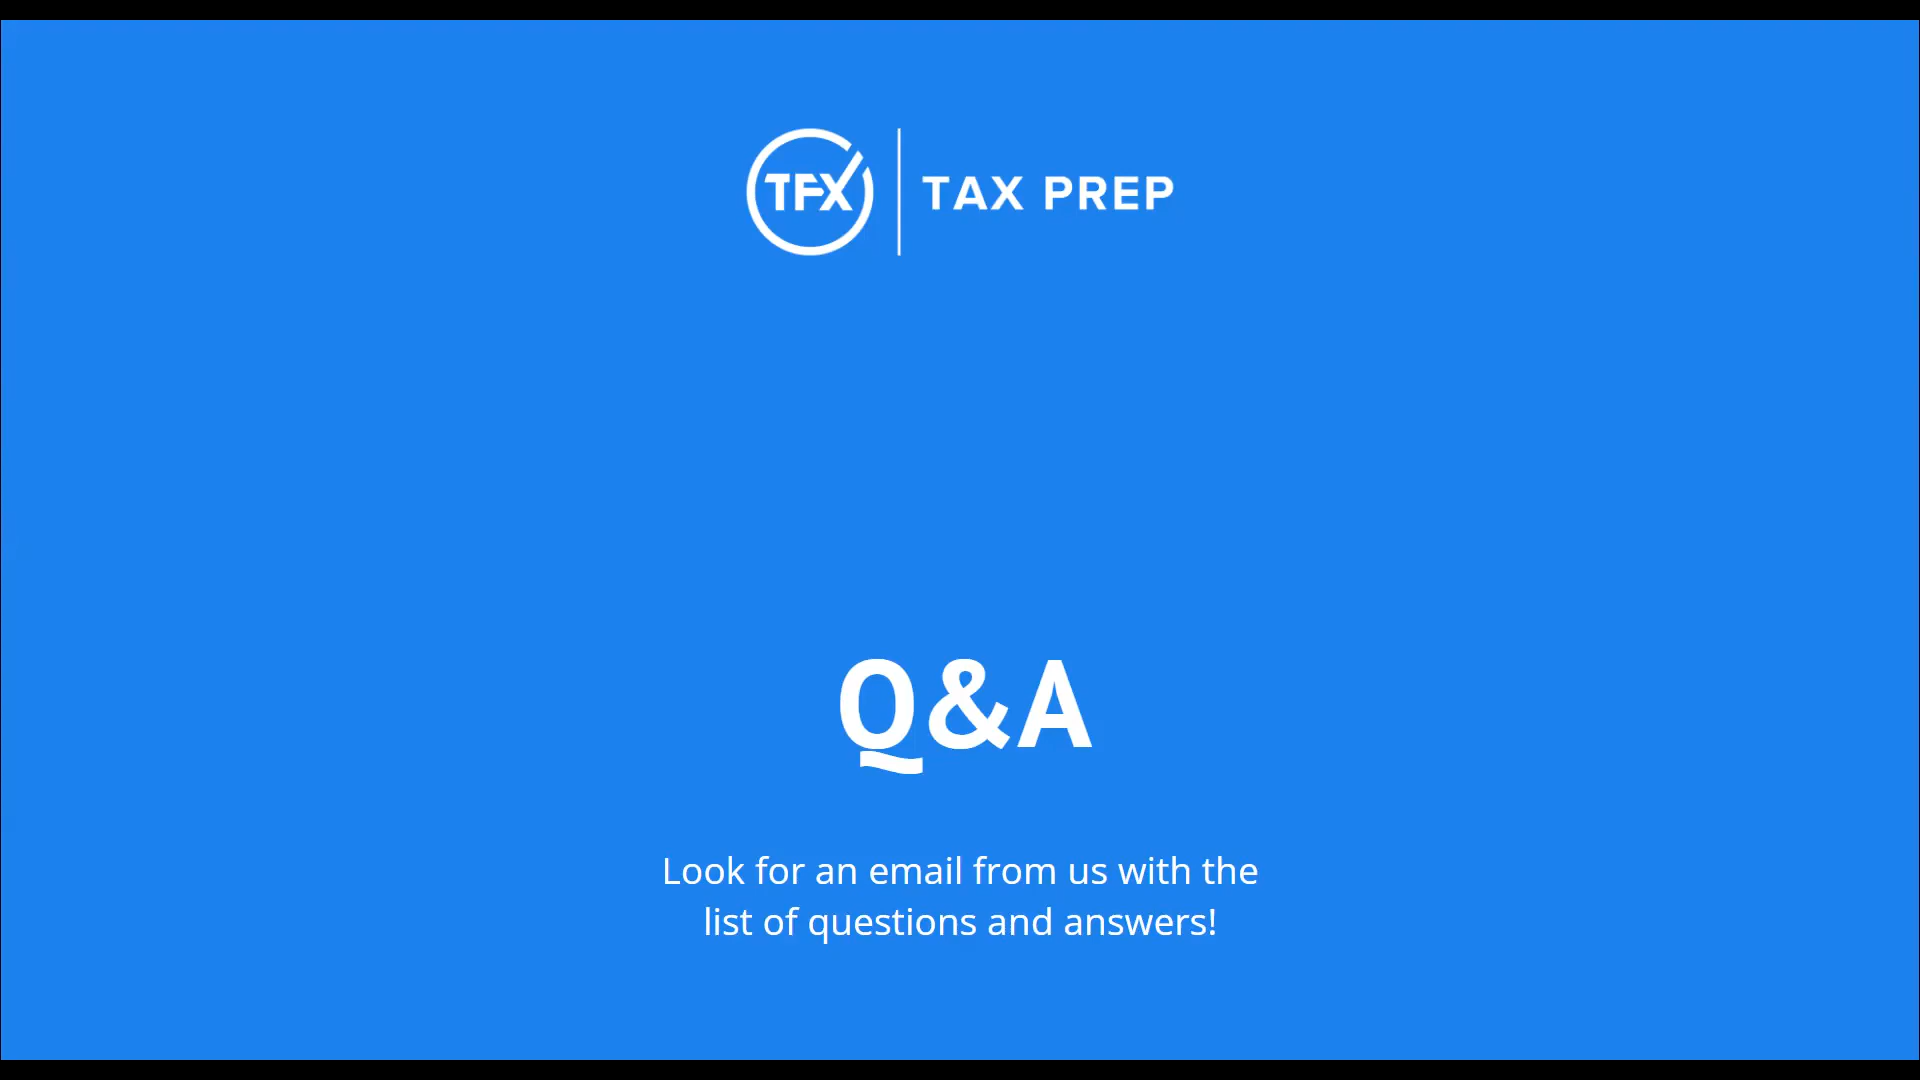 TFX TAX PREP
Q&A
Look for an email from us with the
list of questions and answers!